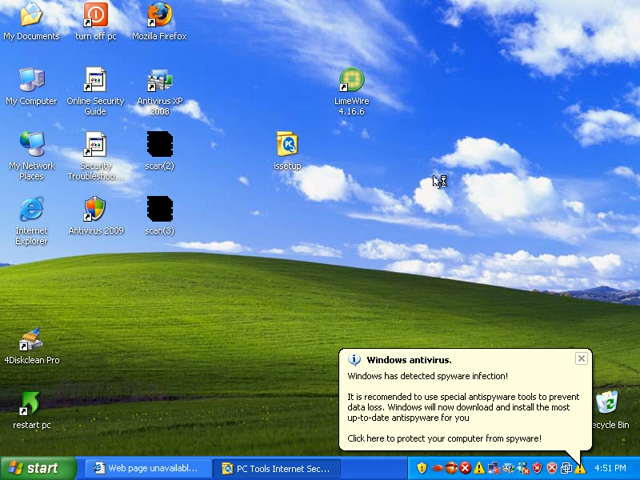 My Documents
turn off pc
Mozilla Firefox
My Computer
Online Security
Guide
Antivirus XP
2008
LimeWire
4.16.6
My Network
Places
Security
Troubleshoo...
scan(2)
issetup
Internet
Explorer
Antivirus 2009
scan(3)
4Diskclean Pro
restart pc
Recycle Bin
Windows antivirus.
Windows has detected spyware infection!
It is recomended to use special antispyware tools to prevent
data loss. Windows will now download and install the most
up-to-date antispyware for you
Click here to protect your computer from spyware!
start
Web page unavailabl...
PC Tools Internet Sec...
4:51 PM